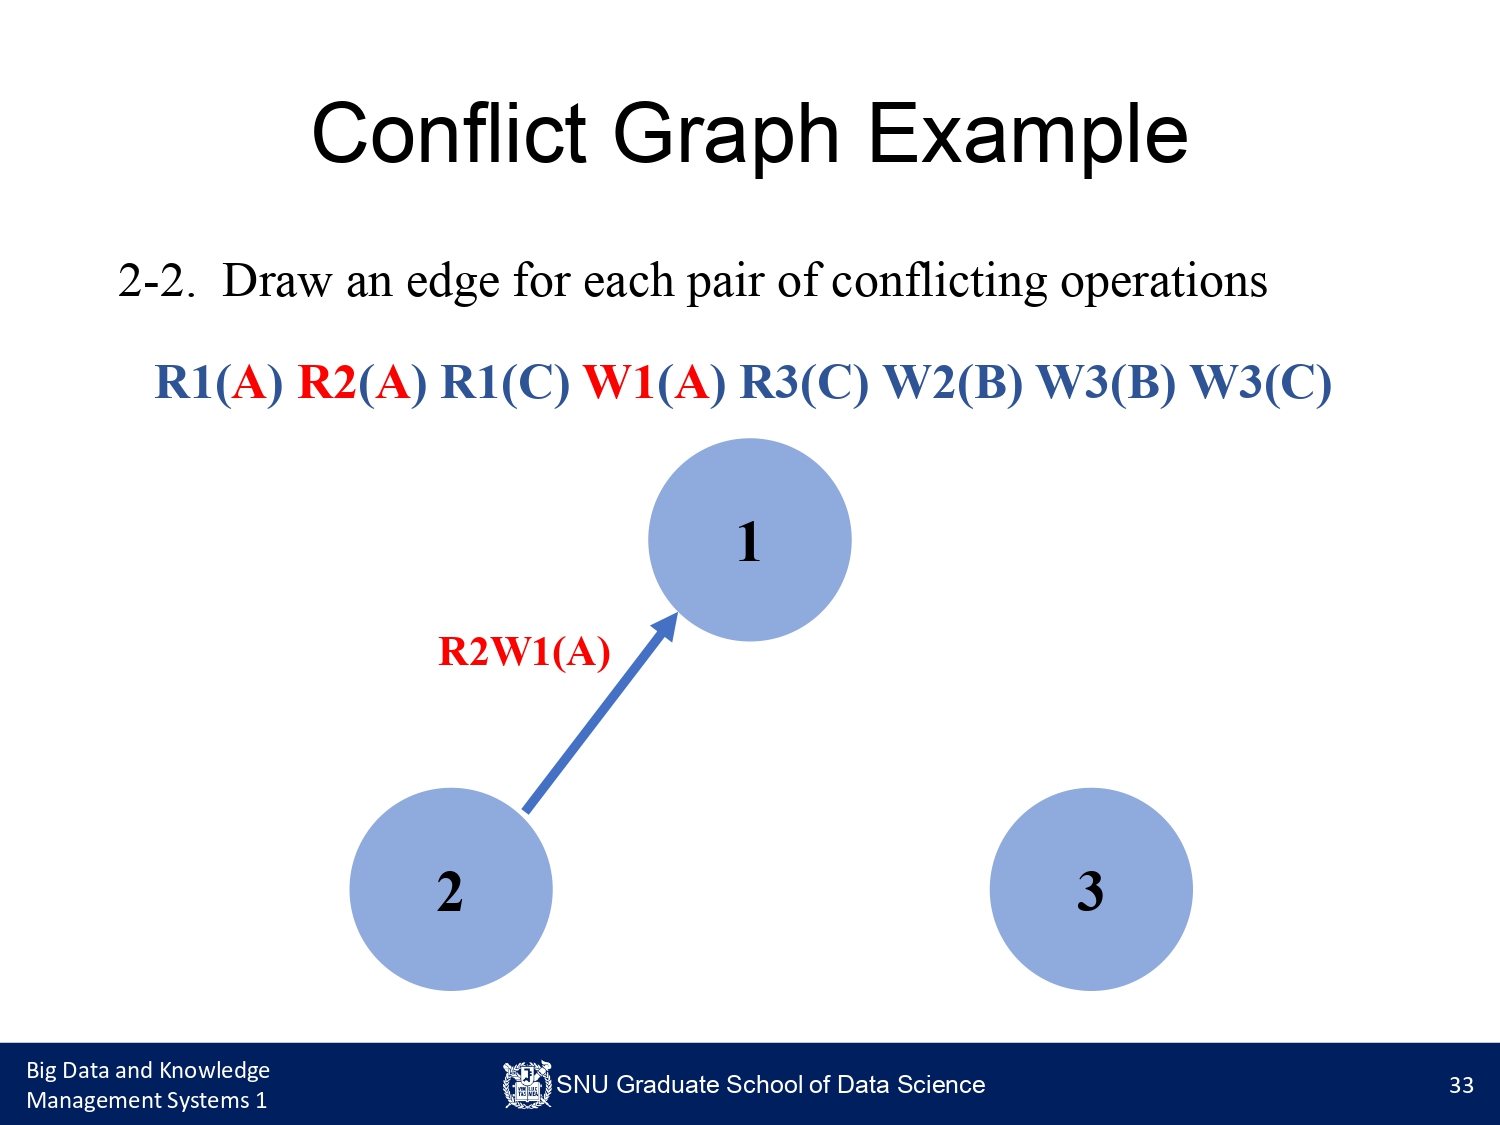 Conflict Graph Example
2-2. Draw an edge for each pair of conflicting operations
R1(A) R2(A) R1(C) W1(A) R3(C) W2(B) W3(B) W3(C)
1
R2W1(A)
2
3
Big Data and Knowledge
Management Systems 1
SNU Graduate School of Data Science
33